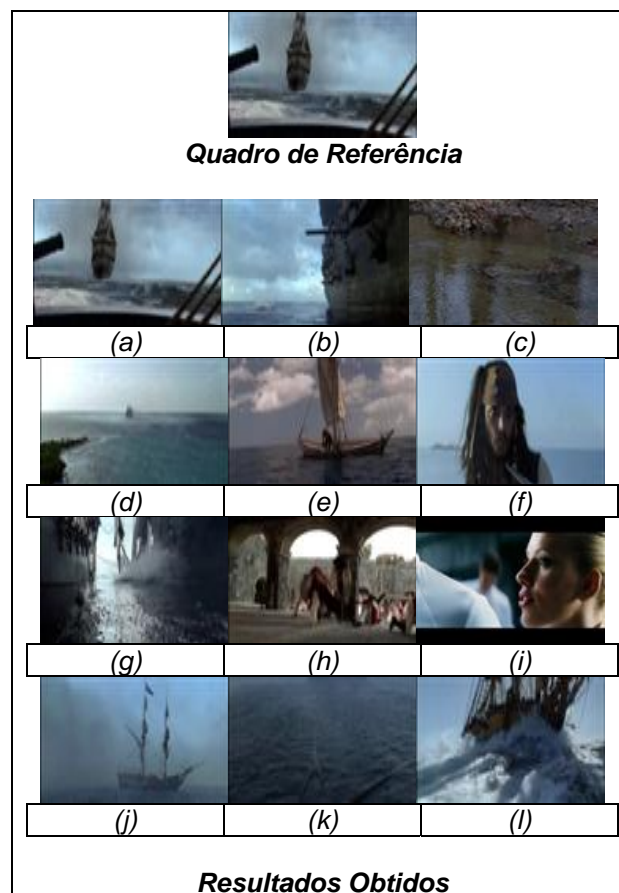 Quadro de Referência
(a) (b) (c)
(d) (e) (f)
(g) (h) (i)
(j) (k) (l)
Resultados Obtidos